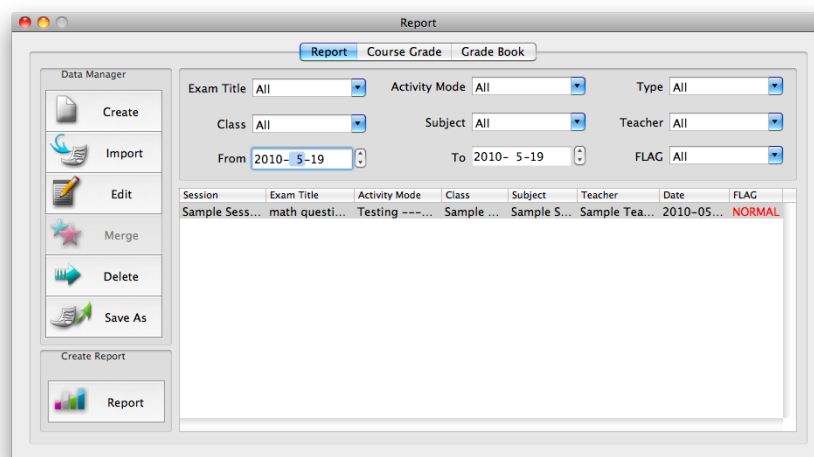 Report
Report Course Grade Grade Book
Data Manager
Create
Import
Edit
Merge
Delete
Save As
Create Report
Report
Exam Title All Activity Mode All Type All
Class All Subject All Teacher All
From 2010- 5-19 To 2010- 5-19 FLAG All
Session Exam Title Activity Mode Class Subject Teacher Date FLAG
Sample Sess... math questi... Testing ---... Sample ... Sample S... Sample Tea... 2010-05... NORMAL